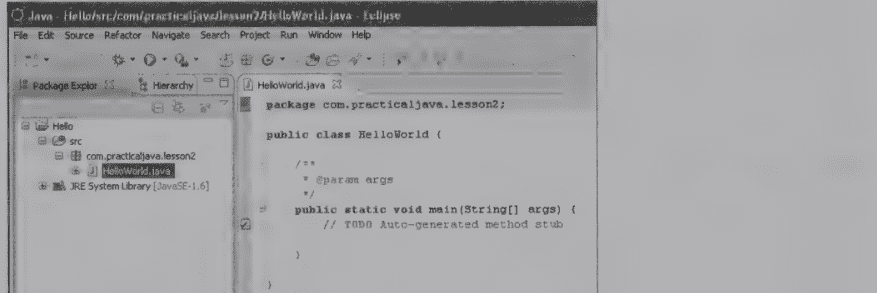 Java - Hello/src/com/practicaljava/lesson2/HelloWorld.java - Eclipse
File Edit Source Refactor Navigate Search Project Run Window Help
Package Explor Hierarchy HelloWorld.java
package com.practicaljava.lesson2;
Hello
public class HelloWorld {
src
com.practicaljava.lesson2
/**
HelloWorld.java
* @param args
JRE System Library [JavaSE-1.6]
*/
public static void main(String[] args) {
// TODO Auto-generated method stub
}
}